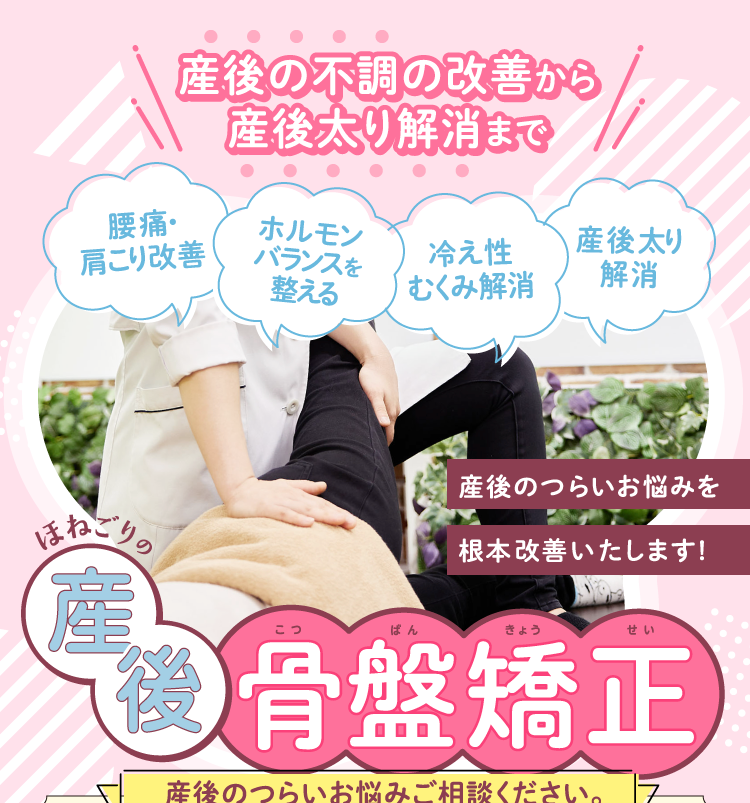 産後の不調の改善から
産後太り解消まで
腰痛・
肩こり改善
ホルモン
バランスを
整える
冷え性
むくみ解消
産後太り
解消
産後のつらいお悩みを
根本改善いたします!
ほねごりの
産後
こつ ばん きょう せい
骨盤矯正
産後のつらいお悩みご相談ください。